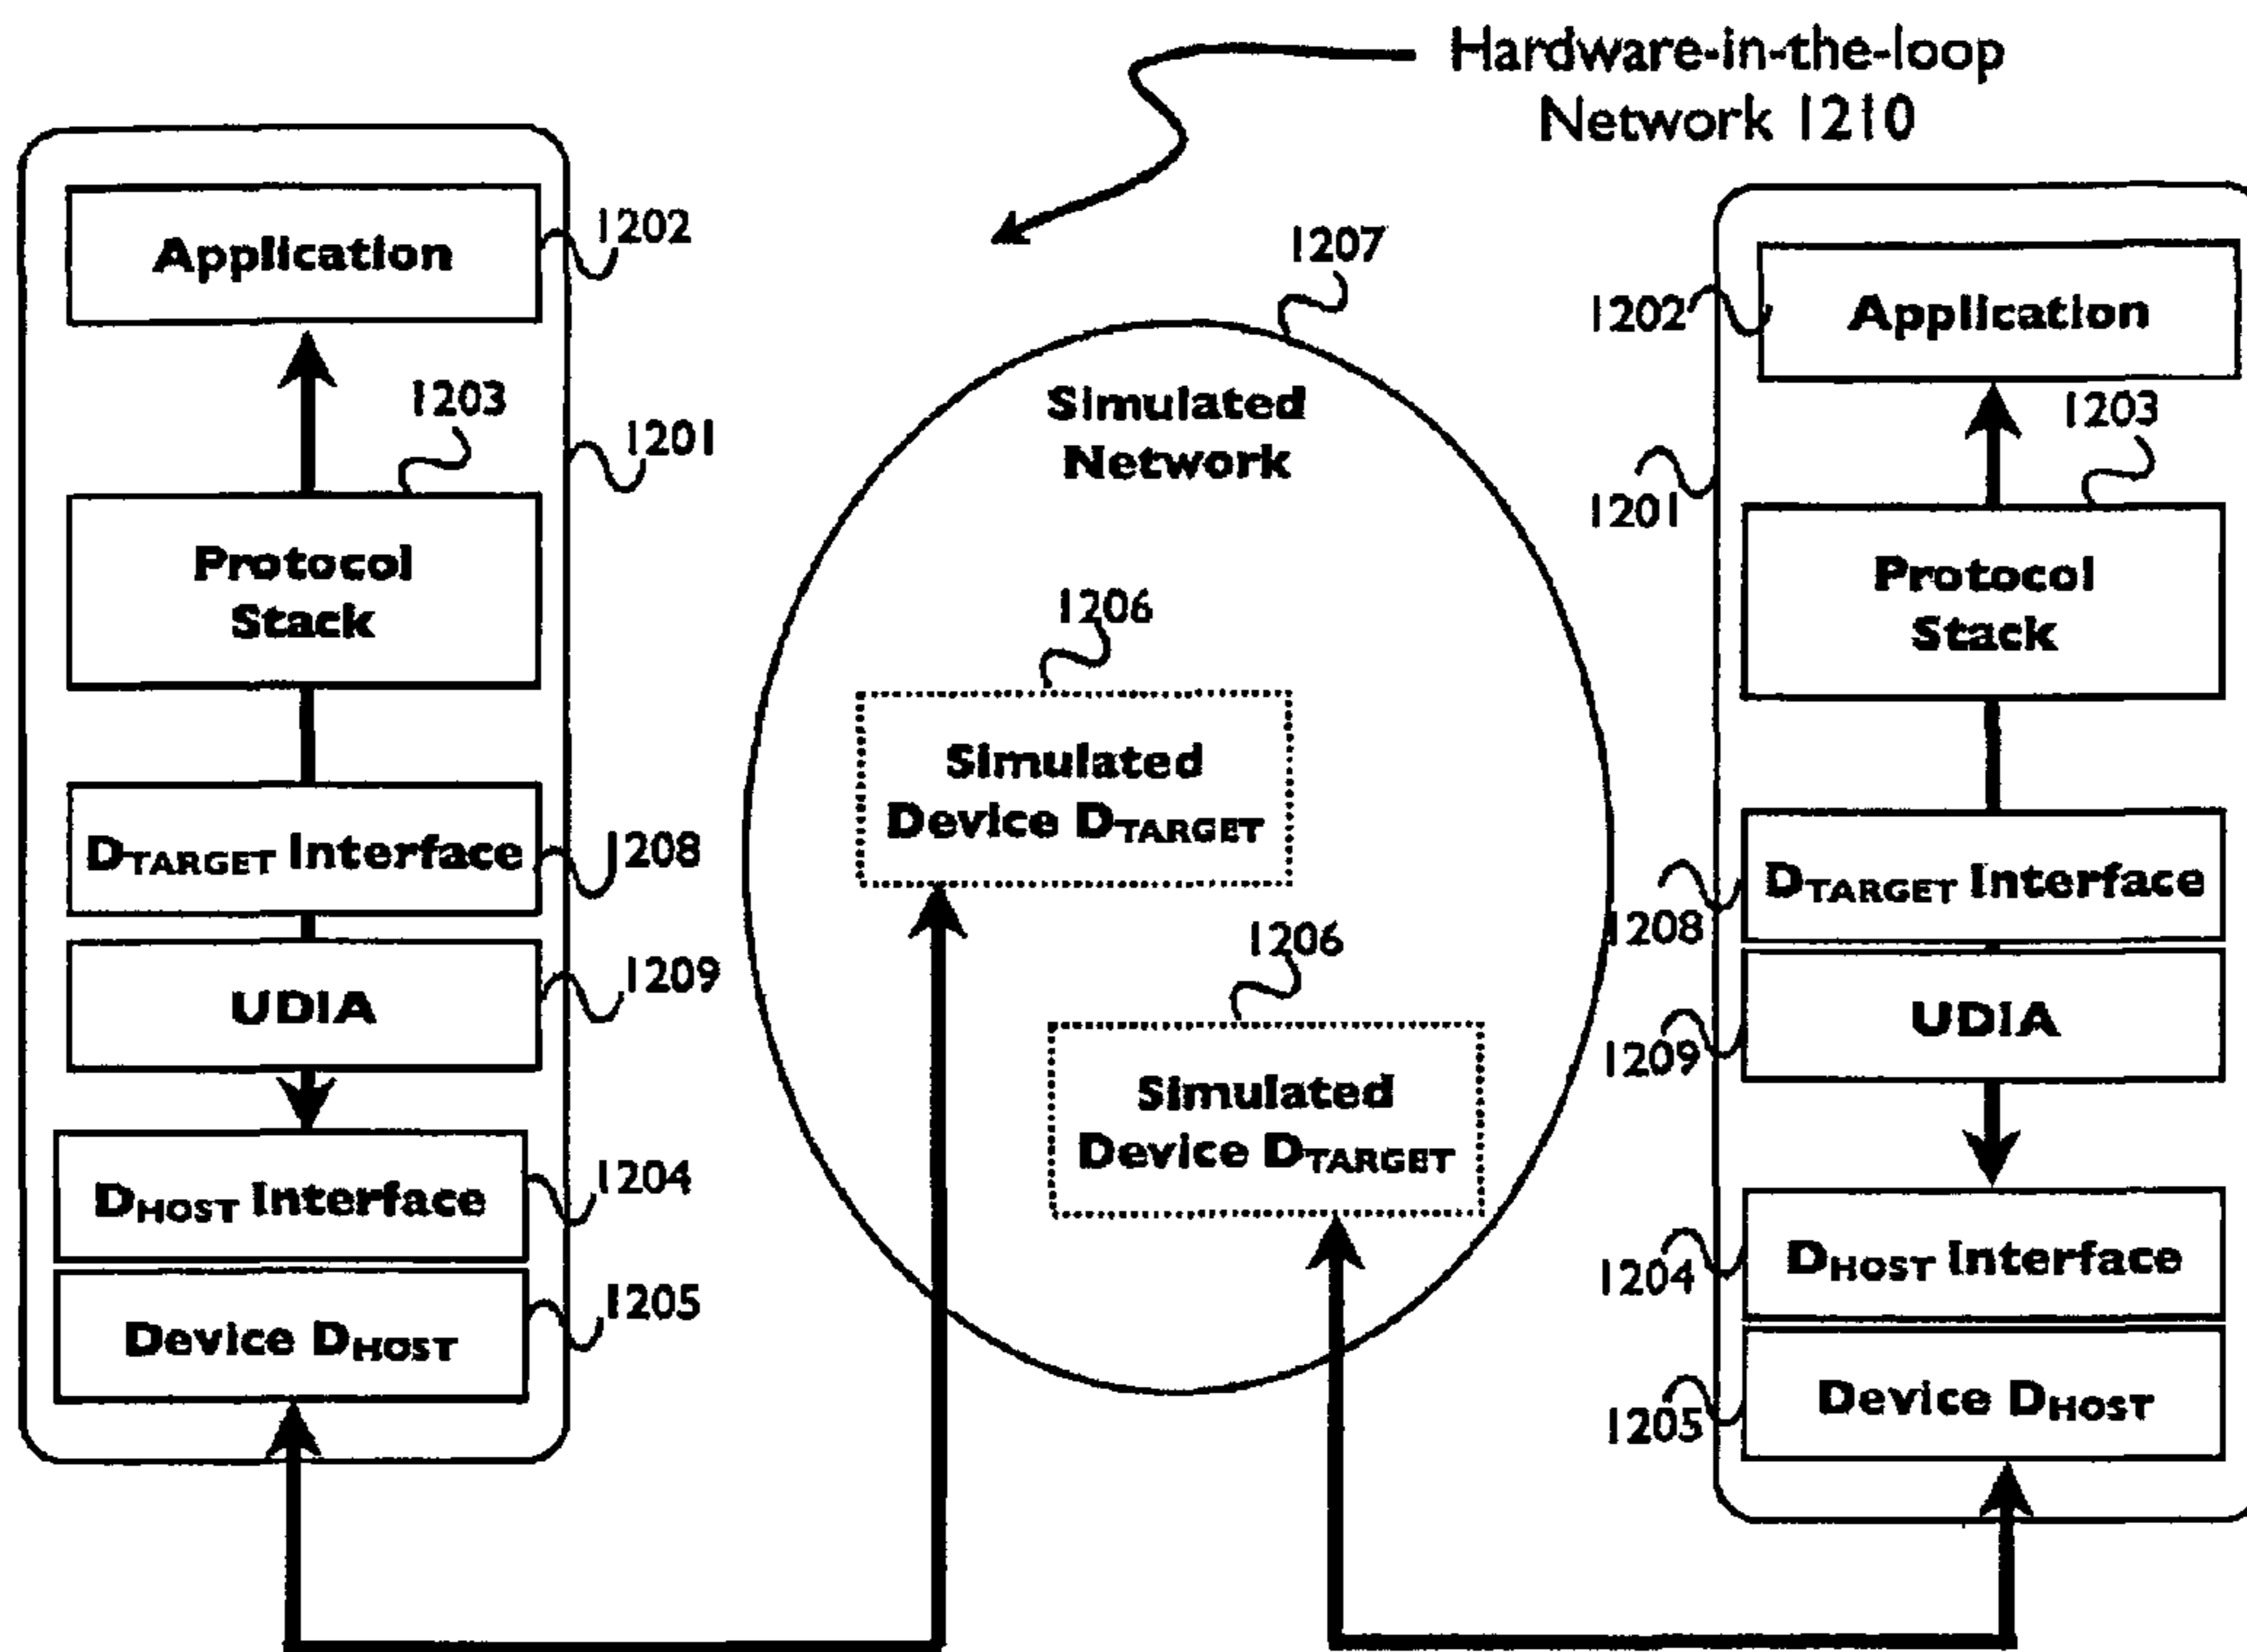 Hardware-in-the-loop
Network 1210
Application
1202
1203
1201
Protocol
Stack
DTARGET Interface
1208
UDIA
1209
DHOST Interface
1204
Device DHOST
1205
1207
Simulated
Network
1206
Simulated
Device DTARGET
1206
Simulated
Device DTARGET
1202
Application
1203
1201
Protocol
Stack
DTARGET Interface
1208
UDIA
1209
DHOST Interface
1204
Device DHOST
1205